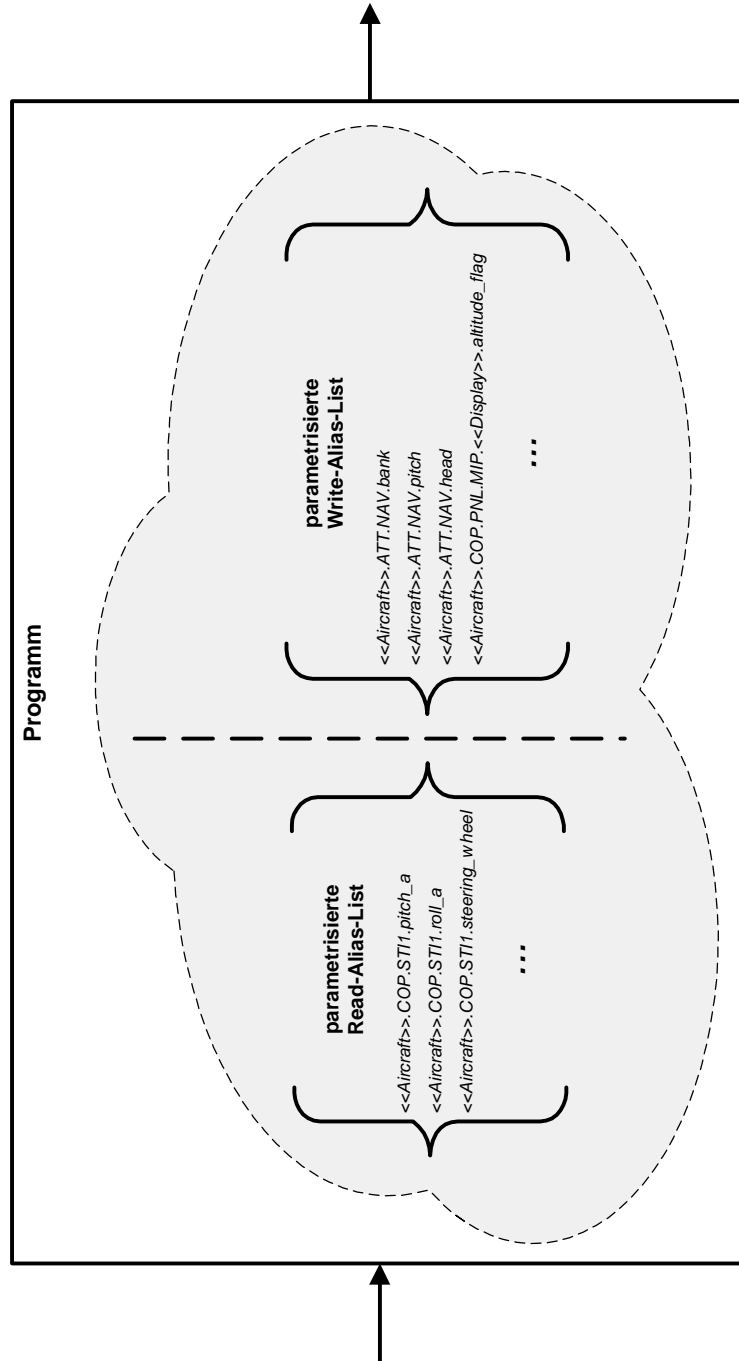 Programm
parametrisierte
Read-Alias-List
<<Aircraft>>.COP.STI1.pitch_a
<<Aircraft>>.COP.STI1.roll_a
<<Aircraft>>.COP.STI1.steering_wheel
...
parametrisierte
Write-Alias-List
<<Aircraft>>.ATT.NAV.bank
<<Aircraft>>.ATT.NAV.pitch
<<Aircraft>>.ATT.NAV.head
<<Aircraft>>.COP.PNL.MIP.<<Display>>.altitude_flag
...